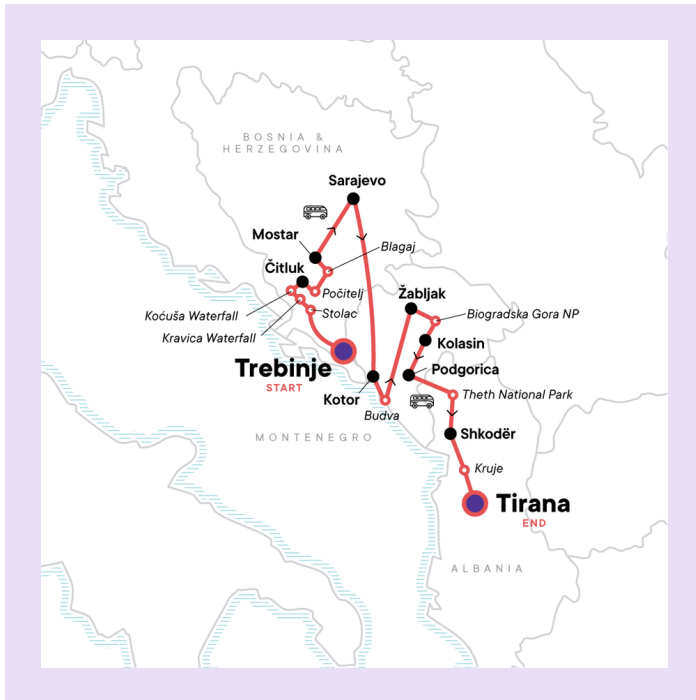 BOSNIA &
HERZEGOVINA
Sarajevo
Mostar
Blagaj
Čitluk
Počitelj
Žabljak
Koćuša Waterfall
Stolac
Biogradska Gora NP
Kravica Waterfall
Kolasin
Trebinje
START
Podgorica
Kotor
Theth National Park
Budva
MONTENEGRO
Shkodër
Kruje
Tirana
END
ALBANIA